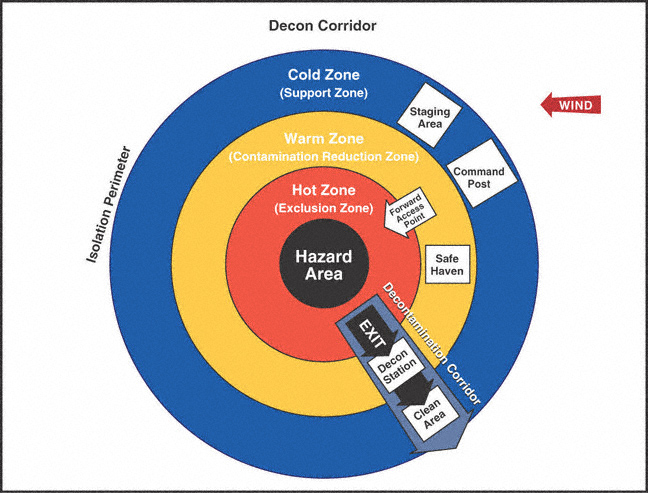 Decon Corridor
Cold Zone
(Support Zone)
Staging
Area
WIND
Warm Zone
(Contamination Reduction Zone)
Command
Post
Isolation Perimeter
Hot Zone
(Exclusion Zone)
Forward
Access
Point
Hazard
Area
Safe
Haven
Decontamination Corridor
EXIT
Decon
Station
Clean
Area